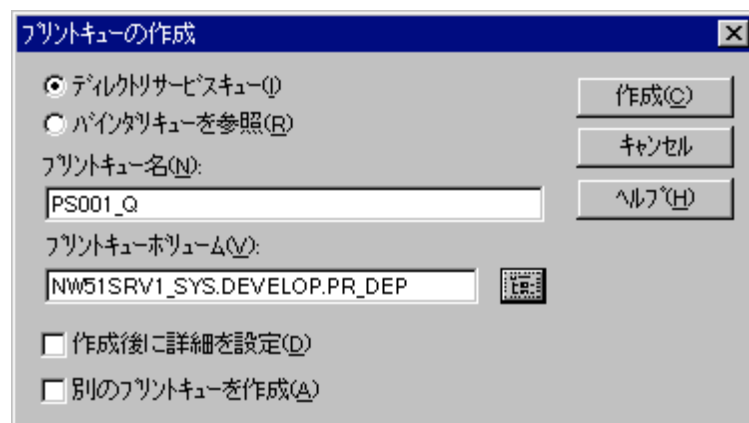 プリントキューの作成
ディレクトリサービスキュー(I)
バインダリキューを参照(R)
プリントキュー名(N):
PS001_Q
プリントキューボリューム(V):
NW51SRV1_SYS.DEVELOP.PR_DEP
作成後に詳細を設定(D)
別のプリントキューを作成(A)
作成(C)
キャンセル
ヘルプ(H)